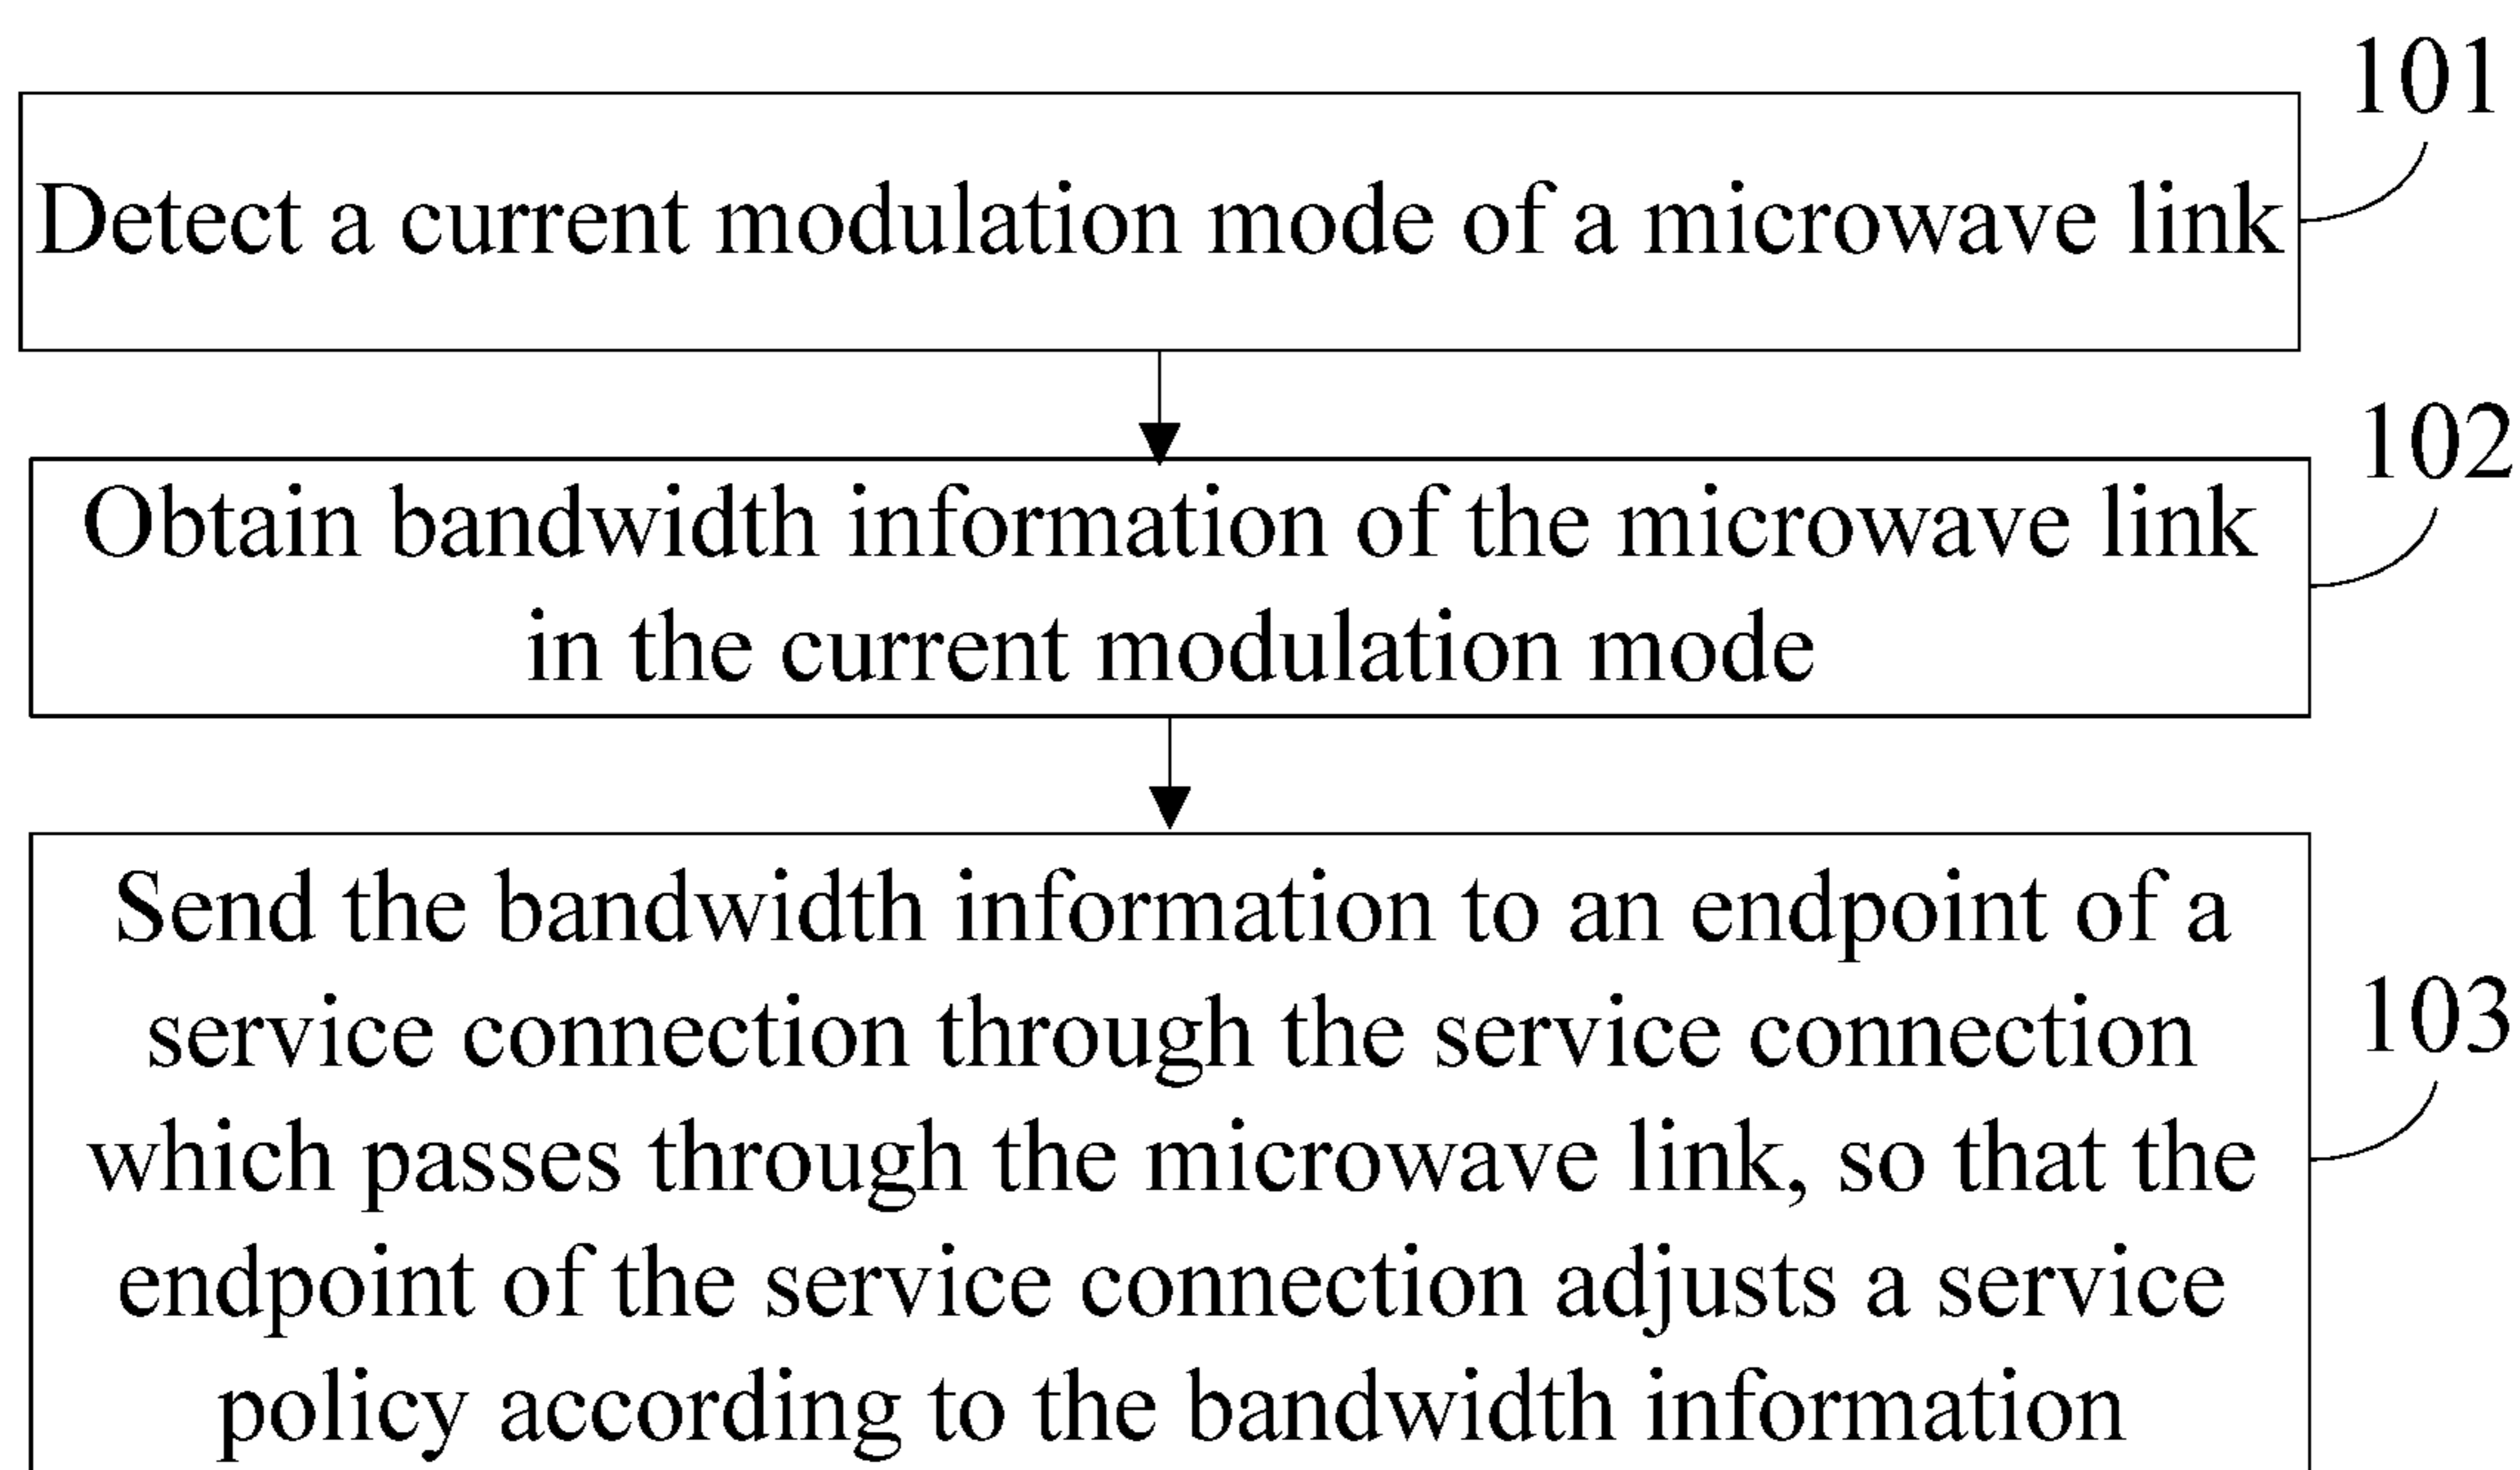 101
Detect a current modulation mode of a microwave link
102
Obtain bandwidth information of the microwave link
in the current modulation mode
103
Send the bandwidth information to an endpoint of a
service connection through the service connection
which passes through the microwave link, so that the
endpoint of the service connection adjusts a service
policy according to the bandwidth information